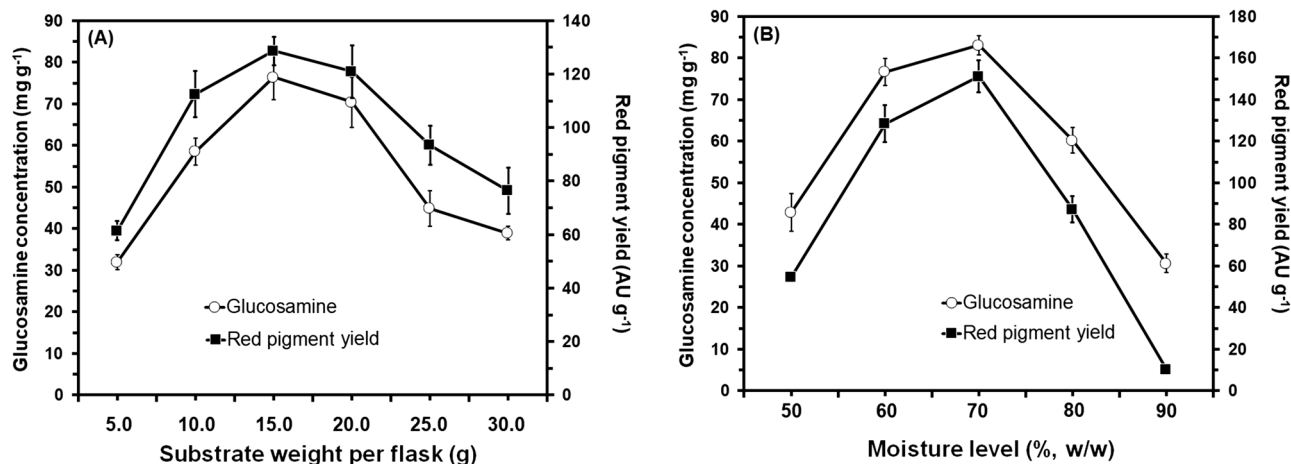 (A)
Glucosamine concentration (mg g-1)
90
80
70
60
50
40
30
20
10
0
140
120
100
80
60
40
20
0
Red pigment yield (AU g-1)
Glucosamine
Red pigment yield
5.0 10.0 15.0 20.0 25.0 30.0
Substrate weight per flask (g)
(B)
Glucosamine concentration (mg g-1)
90
80
70
60
50
40
30
20
10
0
180
160
140
120
100
80
60
40
20
0
Red pigment yield (AU g-1)
Glucosamine
Red pigment yield
50 60 70 80 90
Moisture level (%, w/w)